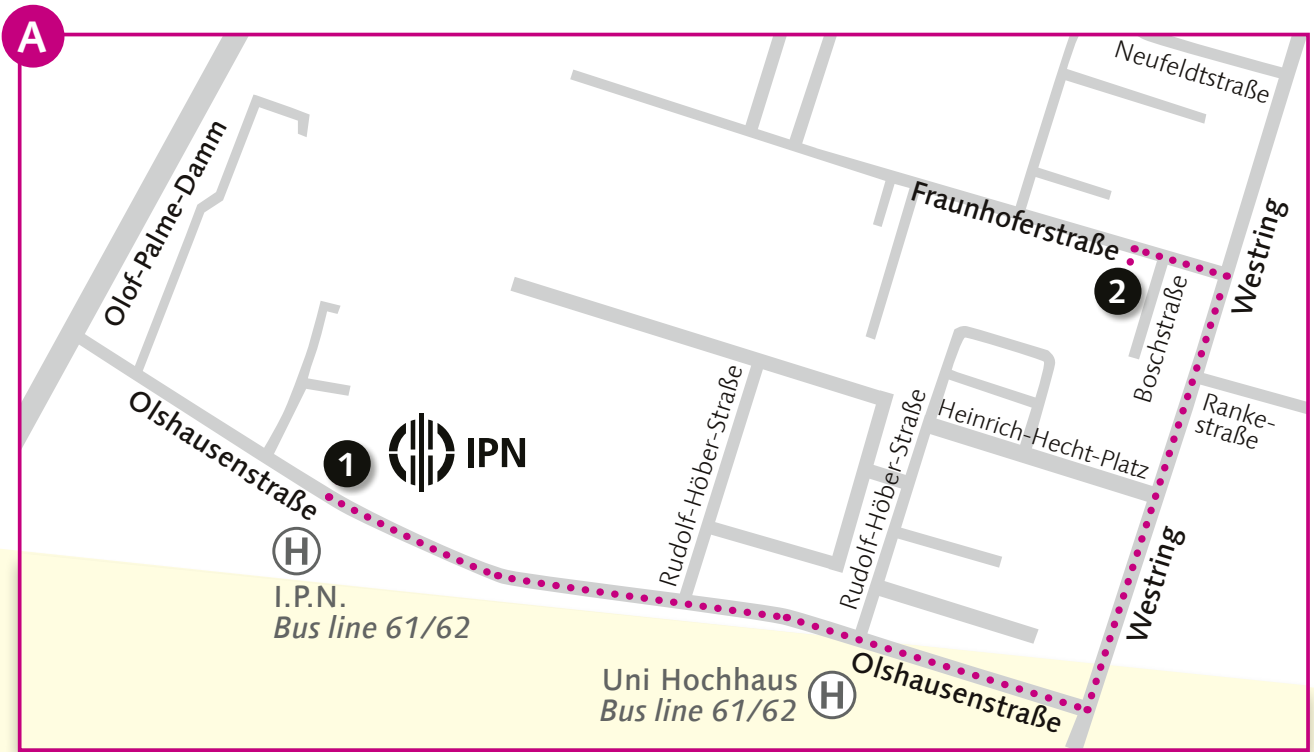 A
Neufeldtstraße
Olof-Palme-Damm
Fraunhoferstraße
Westring
2
Boschstraße
Ranke-
straße
Rudolf-Höber-Straße
Rudolf-Höber-Straße
Heinrich-Hecht-Platz
Olshausenstraße
1
IPN
H
I.P.N.
Bus line 61/62
Westring
Uni Hochhaus
Bus line 61/62
H
Olshausenstraße